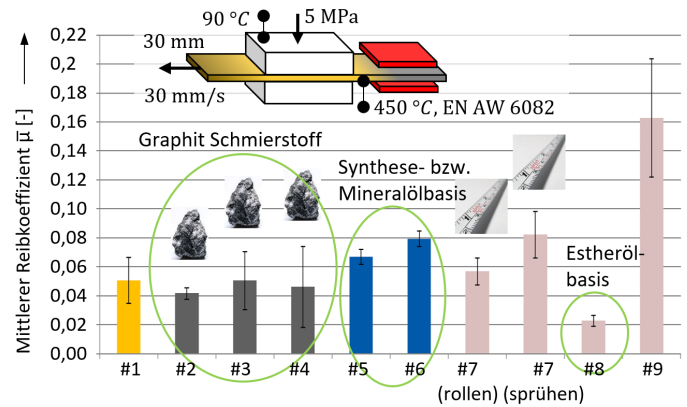 90 °C
5 MPa
30 mm
30 mm/s
450 °C, EN AW 6082
Mittlerer Reibkoeffizient μ̅ [-]
0,22
0,2
0,18
0,16
0,14
0,12
0,10
0,08
0,06
0,04
0,02
0,00
Graphit Schmierstoff
Synthese- bzw.
Mineralölbasis
Estheröl-
basis
#1 #2 #3 #4 #5 #6 #7 #7 #8 #9
(rollen) (sprühen)